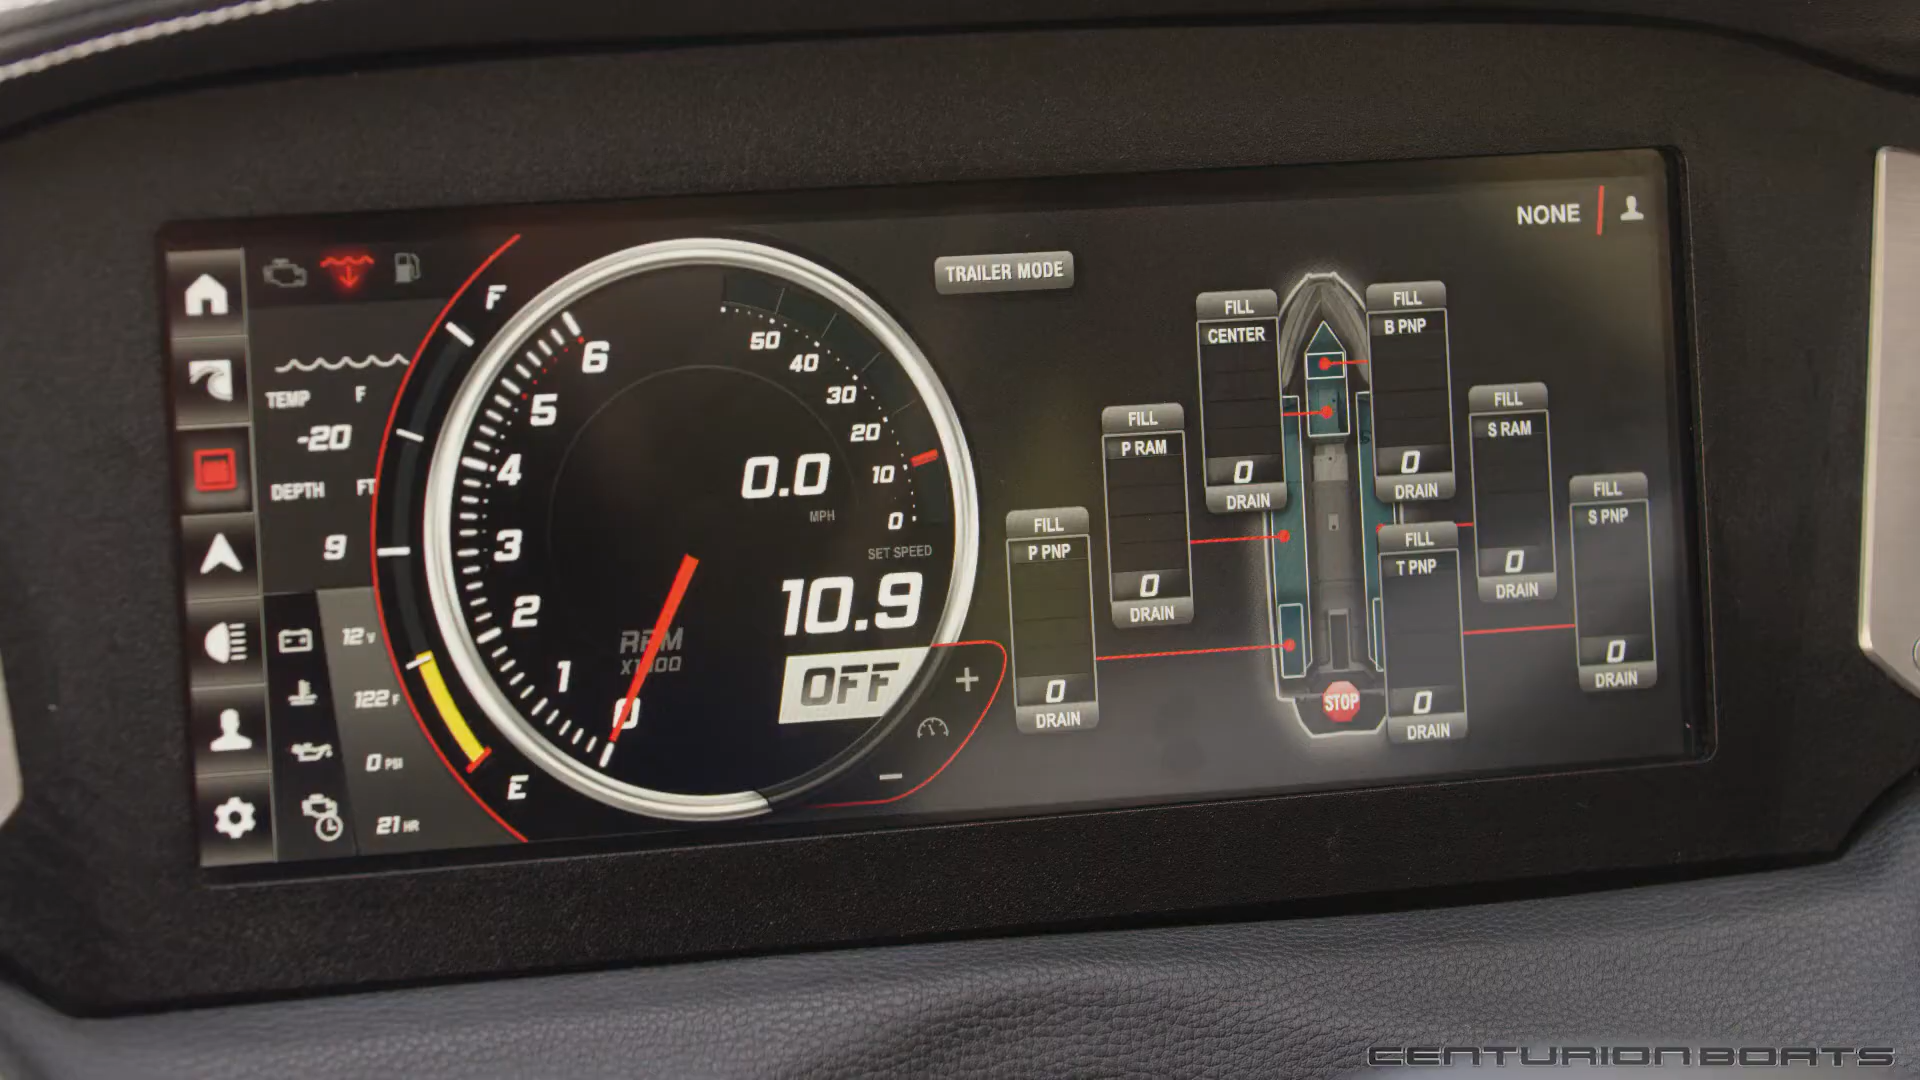 NONE
TRAILER MODE
TEMP F
-20
DEPTH FT
9
12 V
122 F
0 PSI
21 HR
F
E
6
5
4
3
2
1
0
RPM
X1000
50
40
30
20
10
0
0.0
MPH
SET SPEED
10.9
OFF
+
−
FILL
P PNP
0
DRAIN
FILL
P RAM
0
DRAIN
FILL
CENTER
0
DRAIN
FILL
B PNP
0
DRAIN
FILL
S RAM
0
DRAIN
FILL
T PNP
0
DRAIN
FILL
S PNP
0
DRAIN
STOP
CENTURION BOATS